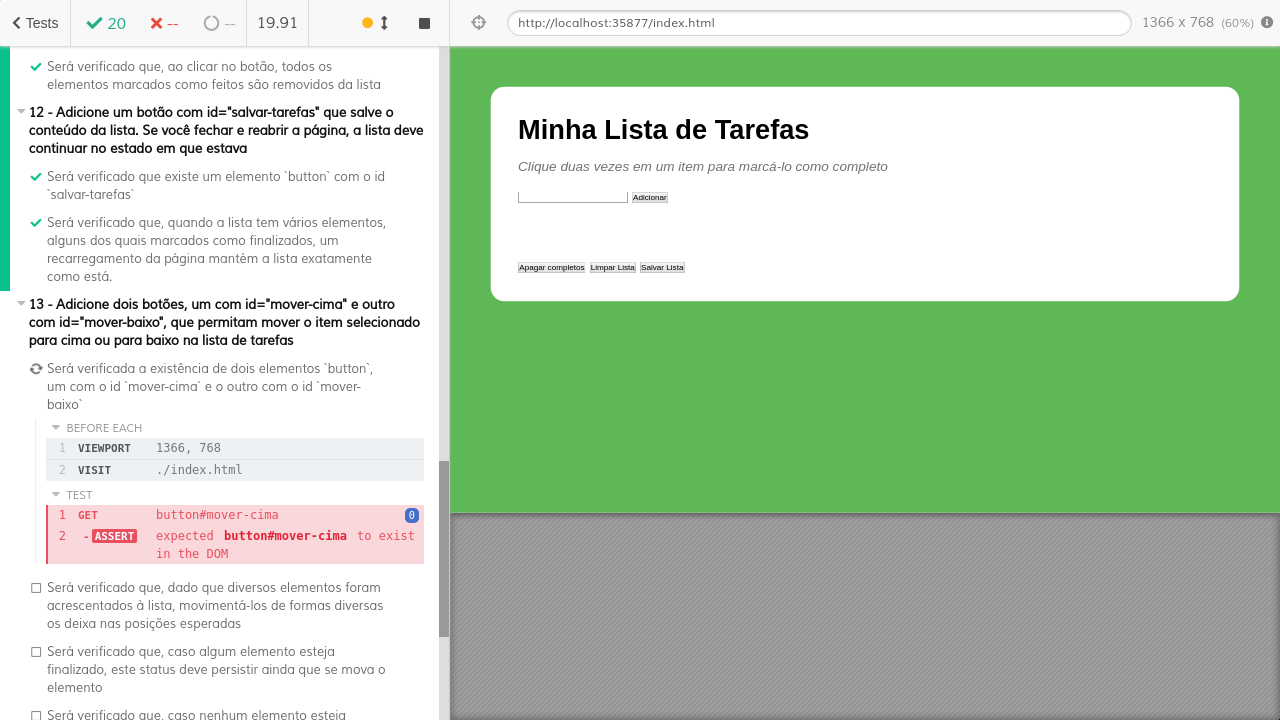 Tests
20
--
--
19.91
http://localhost:35877/index.html
1366 x 768 (60%)
Será verificado que, ao clicar no botão, todos os
elementos marcados como feitos são removidos da lista
12 - Adicione um botão com id="salvar-tarefas" que salve o
conteúdo da lista. Se você fechar e reabrir a página, a lista deve
continuar no estado em que estava
Será verificado que existe um elemento `button` com o id
`salvar-tarefas`
Será verificado que, quando a lista tem vários elementos,
alguns dos quais marcados como finalizados, um
recarregamento da página mantém a lista exatamente
como está.
13 - Adicione dois botões, um com id="mover-cima" e outro
com id="mover-baixo", que permitam mover o item selecionado
para cima ou para baixo na lista de tarefas
Será verificada a existência de dois elementos `button`,
um com o id `mover-cima` e o outro com o id `mover-
baixo`
BEFORE EACH
1 VIEWPORT 1366, 768
2 VISIT ./index.html
TEST
1 GET button#mover-cima 0
2 -ASSERT expected button#mover-cima to exist
in the DOM
Será verificado que, dado que diversos elementos foram
acrescentados à lista, movimentá-los de formas diversas
os deixa nas posições esperadas
Será verificado que, caso algum elemento esteja
finalizado, este status deve persistir ainda que se mova o
elemento
Será verificado que, caso nenhum elemento esteja
Minha Lista de Tarefas
Clique duas vezes em um item para marcá-lo como completo
Adicionar
Apagar completos Limpar Lista Salvar Lista